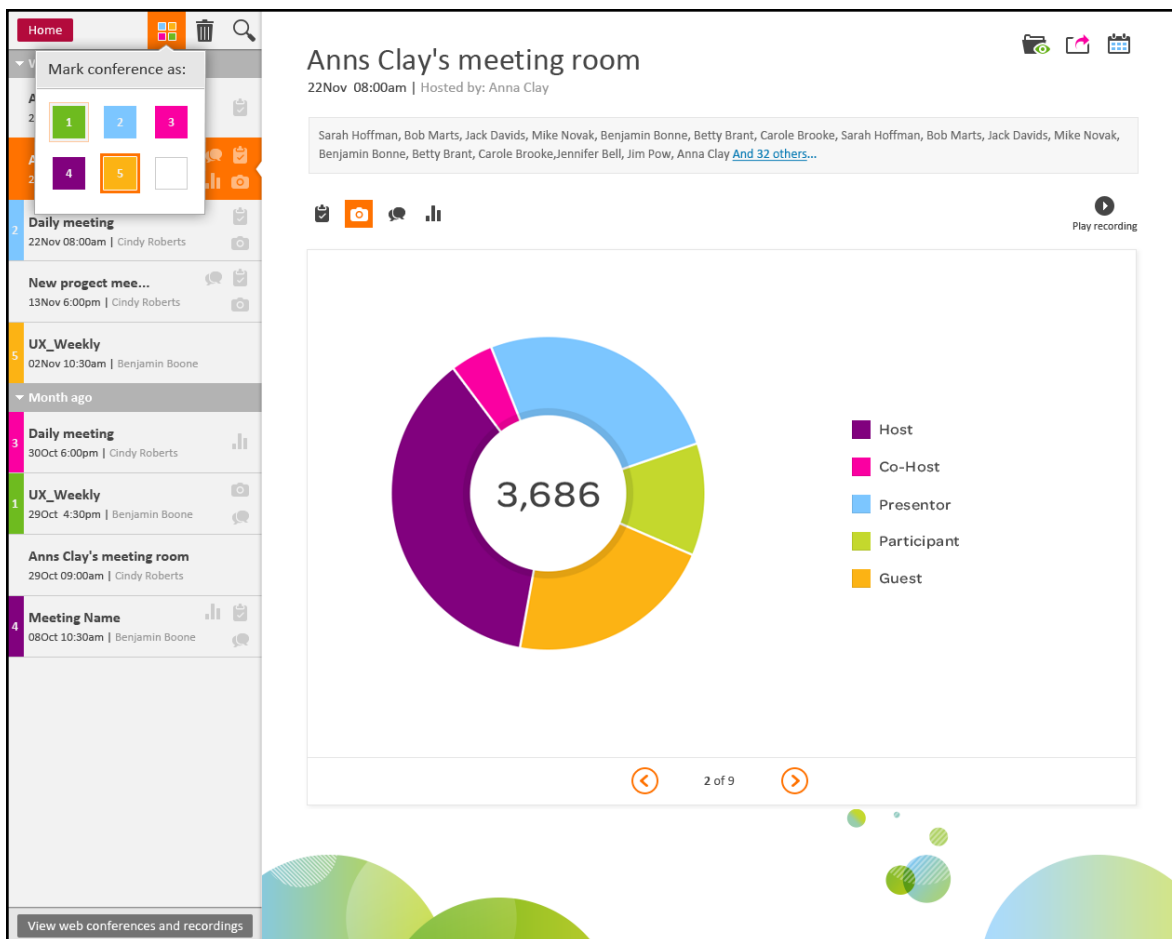 Home
Mark conference as:
1
2
3
4
5
2
Daily meeting
22Nov 08:00am | Cindy Roberts
New progect mee...
13Nov 6:00pm | Cindy Roberts
5
UX_Weekly
02Nov 10:30am | Benjamin Boone
Month ago
3
Daily meeting
30Oct 6:00pm | Cindy Roberts
1
UX_Weekly
29Oct 4:30pm | Benjamin Boone
Anns Clay's meeting room
29Oct 09:00am | Cindy Roberts
4
Meeting Name
08Oct 10:30am | Benjamin Boone
View web conferences and recordings
Anns Clay's meeting room
22Nov 08:00am | Hosted by: Anna Clay
Sarah Hoffman, Bob Marts, Jack Davids, Mike Novak, Benjamin Bonne, Betty Brant, Carole Brooke, Sarah Hoffman, Bob Marts, Jack Davids, Mike Novak,
Benjamin Bonne, Betty Brant, Carole Brooke,Jennifer Bell, Jim Pow, Anna Clay And 32 others...
Play recording
3,686
Host
Co-Host
Presentor
Participant
Guest
2 of 9